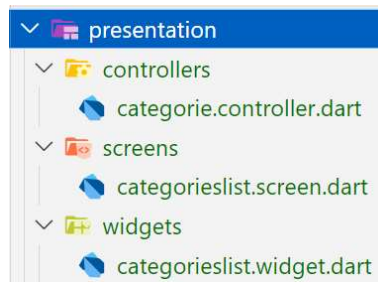 presentation
controllers
categorie.controller.dart
screens
categorieslist.screen.dart
widgets
categorieslist.widget.dart